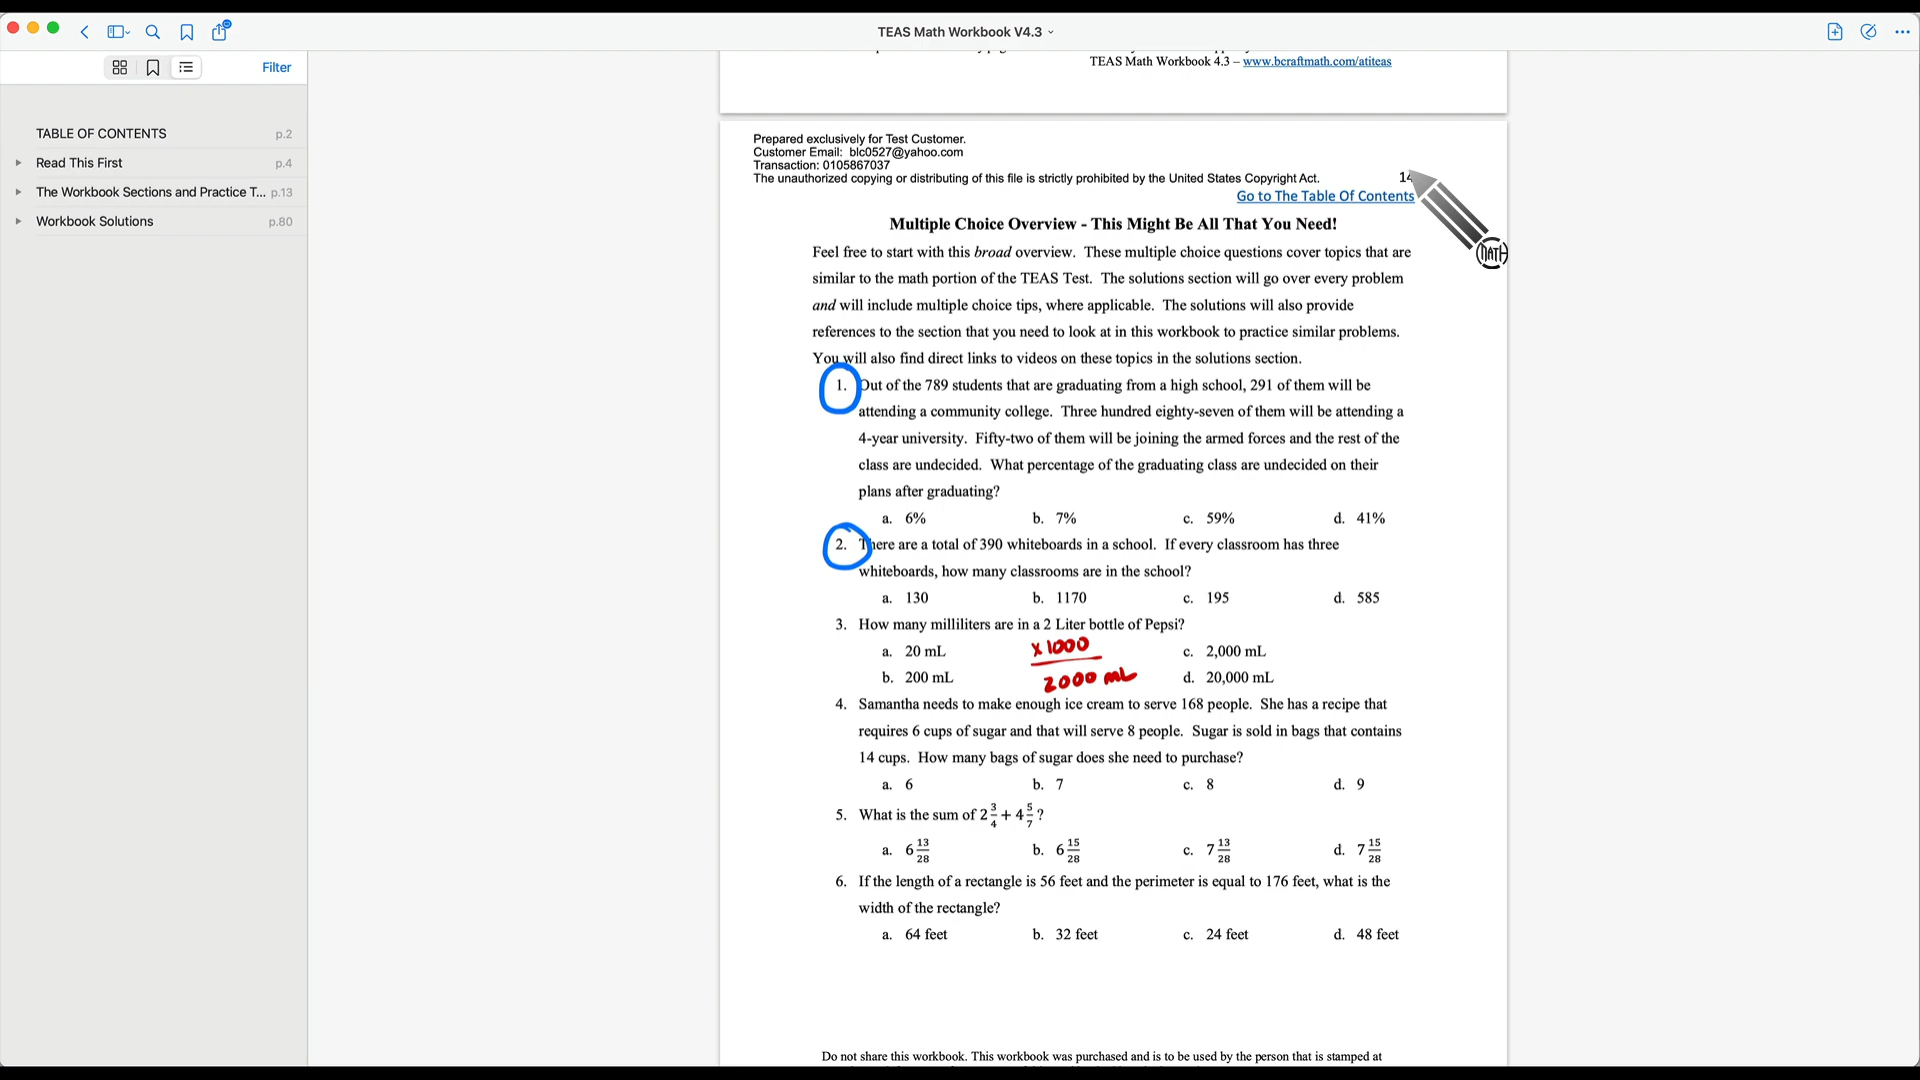 TEAS Math Workbook V4.3
Filter
TABLE OF CONTENTS p.2
Read This First p.4
The Workbook Sections and Practice T... p.13
Workbook Solutions p.80
TEAS Math Workbook 4.3 – www.bcraftmath.com/atiteas
Prepared exclusively for Test Customer.
Customer Email: blc0527@yahoo.com
Transaction: 0105867037
The unauthorized copying or distributing of this file is strictly prohibited by the United States Copyright Act. 14
Go to The Table Of Contents
MATH
Multiple Choice Overview - This Might Be All That You Need!
Feel free to start with this broad overview. These multiple choice questions cover topics that are
similar to the math portion of the TEAS Test. The solutions section will go over every problem
and will include multiple choice tips, where applicable. The solutions will also provide
references to the section that you need to look at in this workbook to practice similar problems.
You will also find direct links to videos on these topics in the solutions section.
1. Out of the 789 students that are graduating from a high school, 291 of them will be
attending a community college. Three hundred eighty-seven of them will be attending a
4-year university. Fifty-two of them will be joining the armed forces and the rest of the
class are undecided. What percentage of the graduating class are undecided on their
plans after graduating?
a. 6% b. 7% c. 59% d. 41%
2. There are a total of 390 whiteboards in a school. If every classroom has three
whiteboards, how many classrooms are in the school?
a. 130 b. 1170 c. 195 d. 585
3. How many milliliters are in a 2 Liter bottle of Pepsi?
a. 20 mL x 1000 c. 2,000 mL
b. 200 mL 2000 mL d. 20,000 mL
4. Samantha needs to make enough ice cream to serve 168 people. She has a recipe that
requires 6 cups of sugar and that will serve 8 people. Sugar is sold in bags that contains
14 cups. How many bags of sugar does she need to purchase?
a. 6 b. 7 c. 8 d. 9
5. What is the sum of 2 3/4 + 4 5/7 ?
a. 6 13/28 b. 6 15/28 c. 7 13/28 d. 7 15/28
6. If the length of a rectangle is 56 feet and the perimeter is equal to 176 feet, what is the
width of the rectangle?
a. 64 feet b. 32 feet c. 24 feet d. 48 feet
Do not share this workbook. This workbook was purchased and is to be used by the person that is stamped at